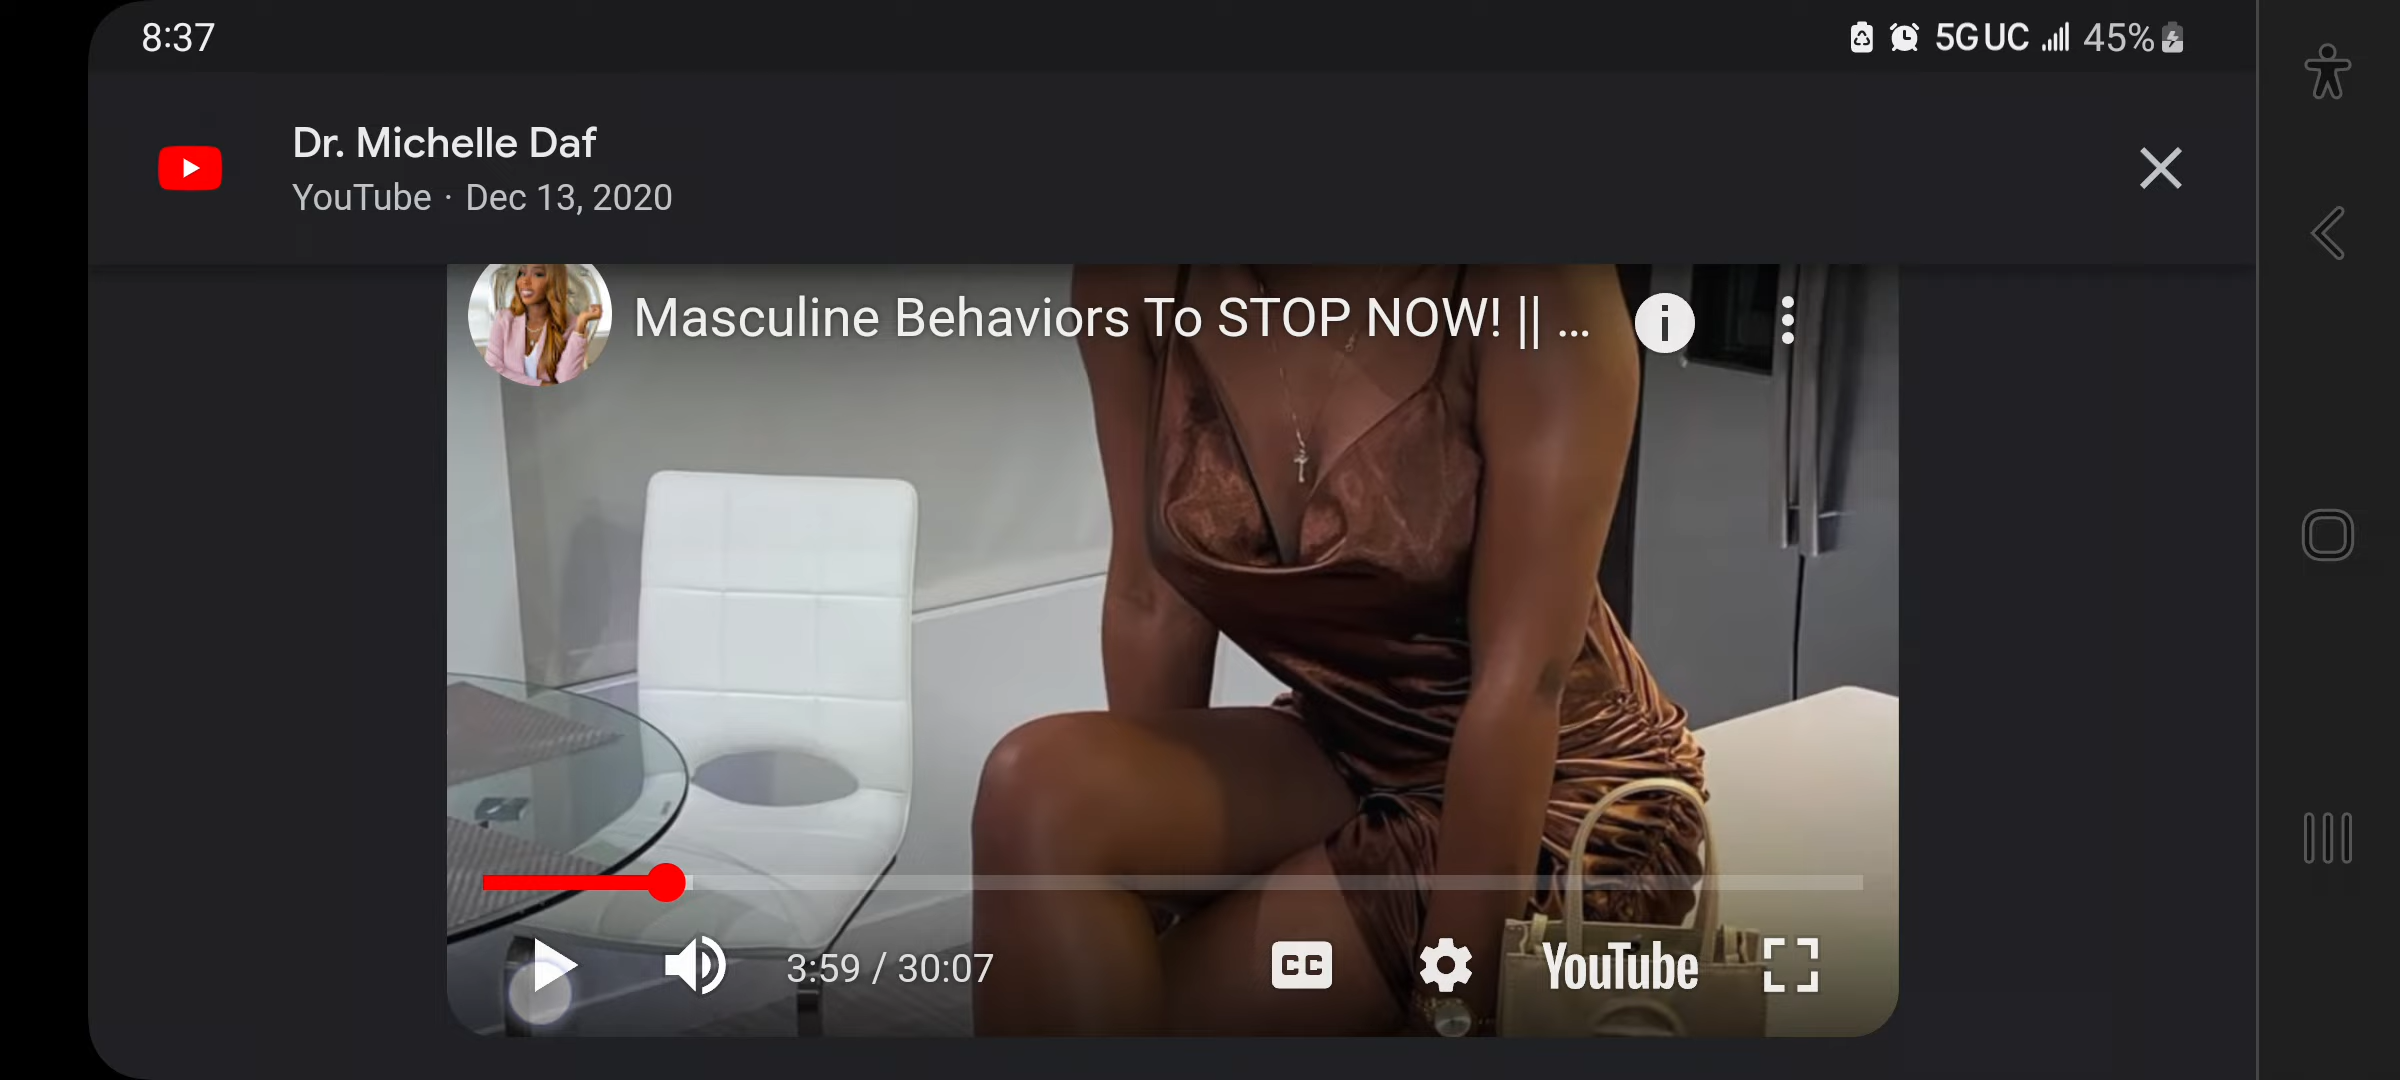 8:37
5G UC 45%
Dr. Michelle Daf
YouTube · Dec 13, 2020
Masculine Behaviors To STOP NOW! || ...
3:59 / 30:07
CC
YouTube